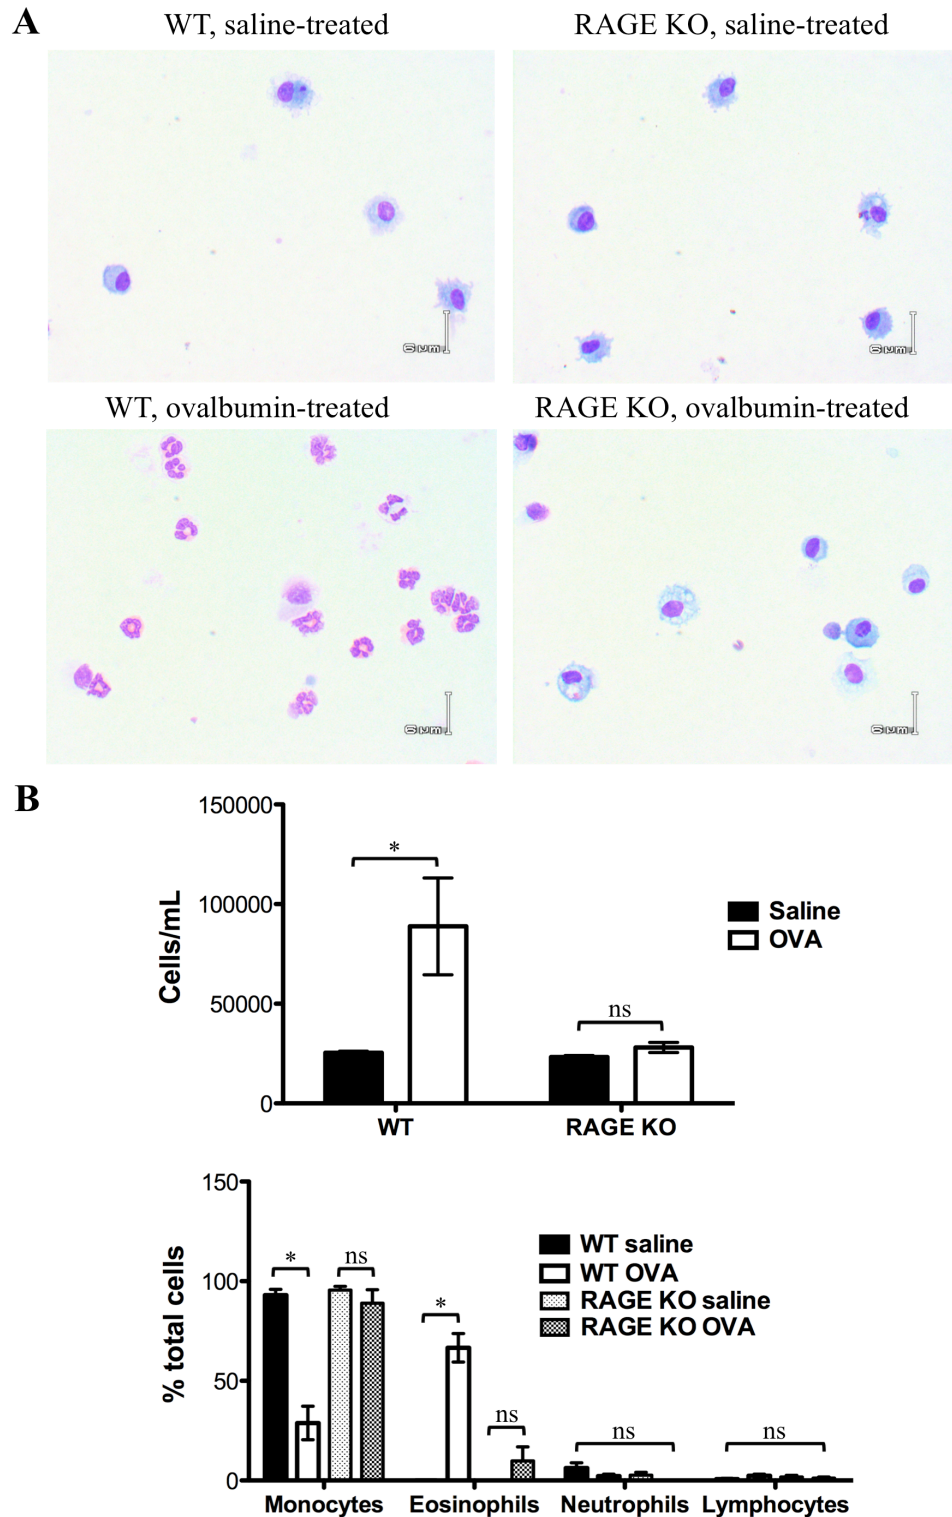 A
WT, saline-treated
RAGE KO, saline-treated
6 µm
6 µm
WT, ovalbumin-treated
RAGE KO, ovalbumin-treated
6 µm
6 µm
B
150000
100000
50000
0
Cells/mL
*
ns
WT
RAGE KO
Saline
OVA
150
100
50
0
% total cells
*
ns
*
ns
ns
ns
WT saline
WT OVA
RAGE KO saline
RAGE KO OVA
Monocytes
Eosinophils
Neutrophils
Lymphocytes